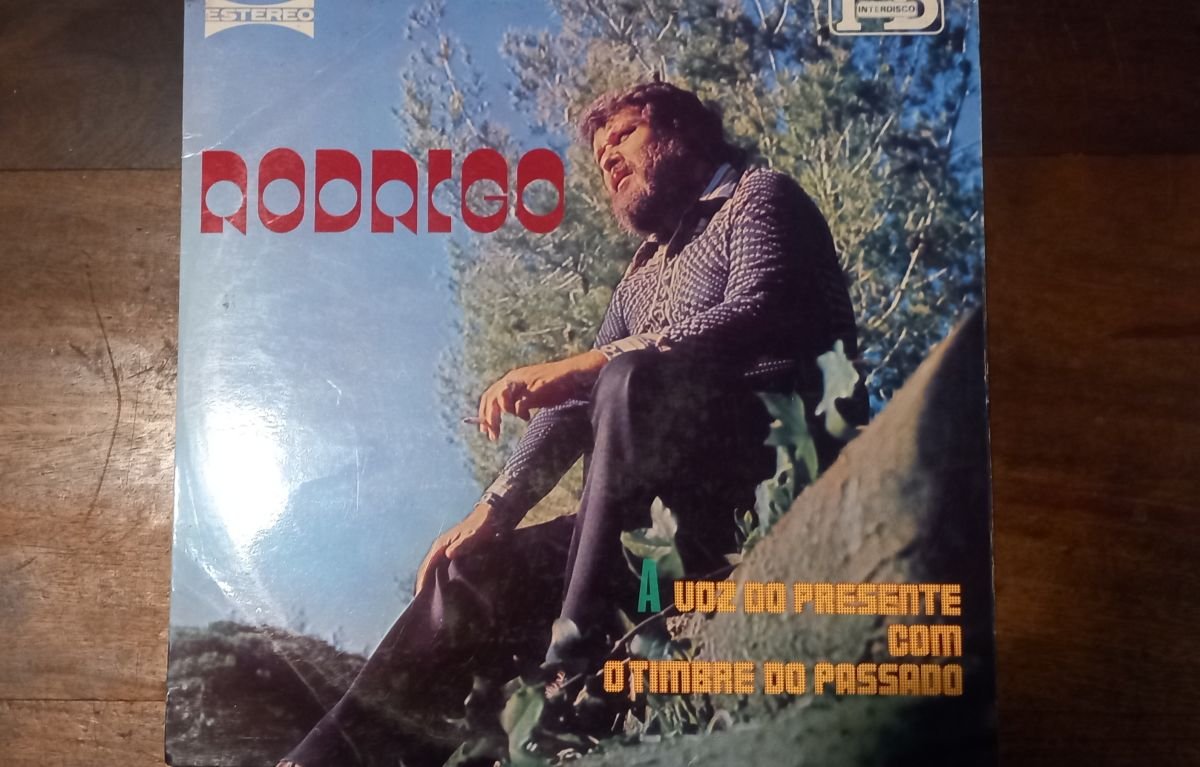 ESTEREO
INTERDISCO
RODRIGO
A VOZ DO PRESENTE
COM
O TIMBRE DO PASSADO